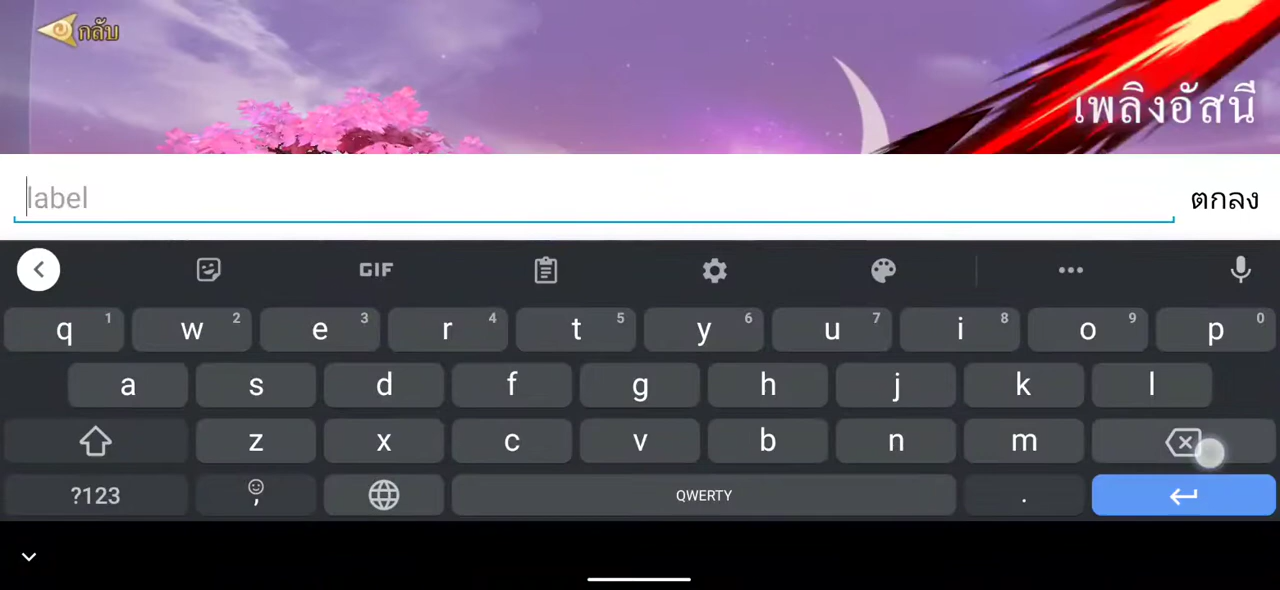 กลับ
เพลิงอัสนี
label
ตกลง
GIF
q 1 w 2 e 3 r 4 t 5 y 6 u 7 i 8 o 9 p 0
a s d f g h j k l
z x c v b n m
?123 , QWERTY .